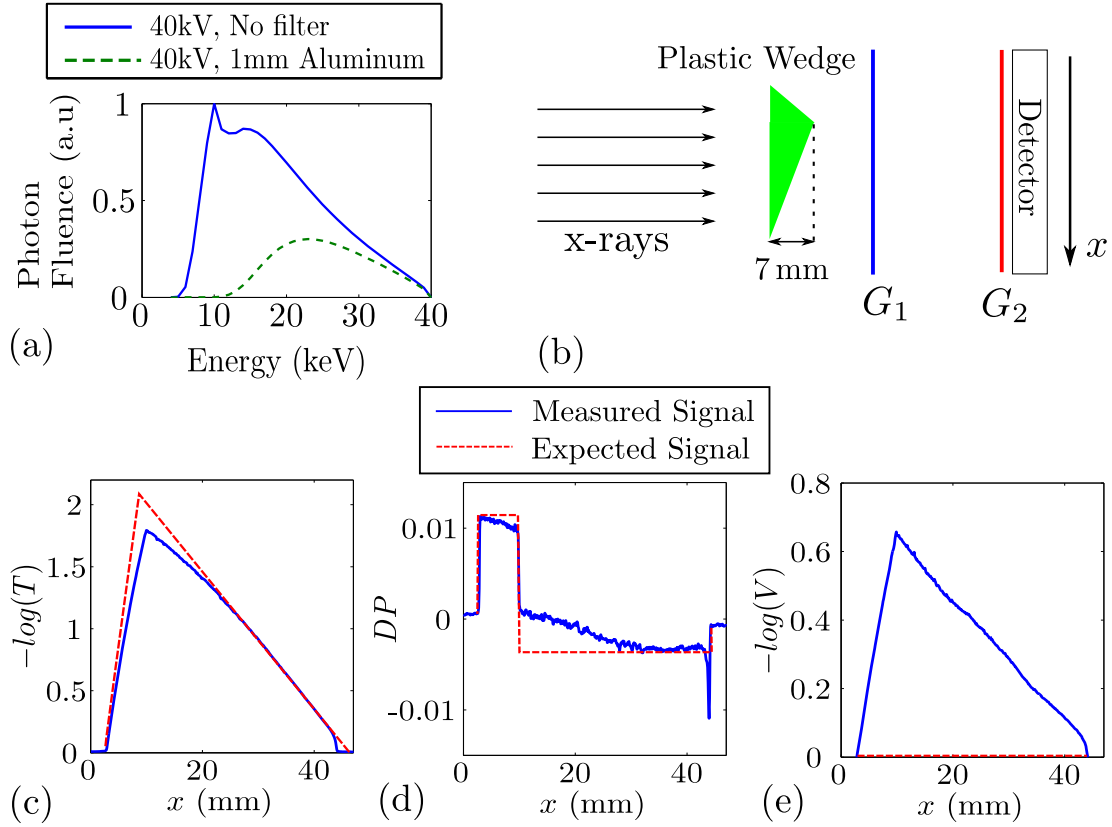 40kV, No filter
40kV, 1mm Aluminum
Photon
Fluence (a.u)
1
0.5
0
0 10 20 30 40
Energy (keV)
(a)
Plastic Wedge
x-rays
7 mm
G1
G2
Detector
x
(b)
Measured Signal
Expected Signal
-log(T)
2
1.5
1
0.5
0
0 20 40
x (mm)
(c)
DP
0.01
0
-0.01
0 20 40
x (mm)
(d)
-log(V)
0.8
0.6
0.4
0.2
0
0 20 40
x (mm)
(e)